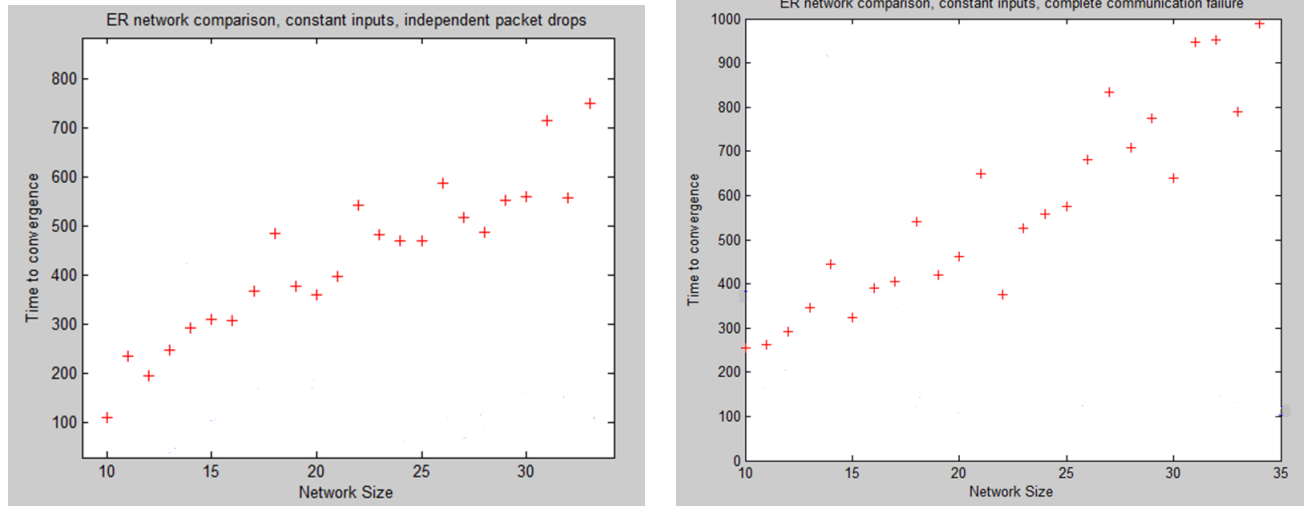 ER network comparison, constant inputs, independent packet drops
800
700
600
500
400
300
200
100
Time to convergence
10 15 20 25 30
Network Size
ER network comparison, constant inputs, complete communication failure
1000
900
800
700
600
500
400
300
200
100
0
Time to convergence
10 15 20 25 30 35
Network Size